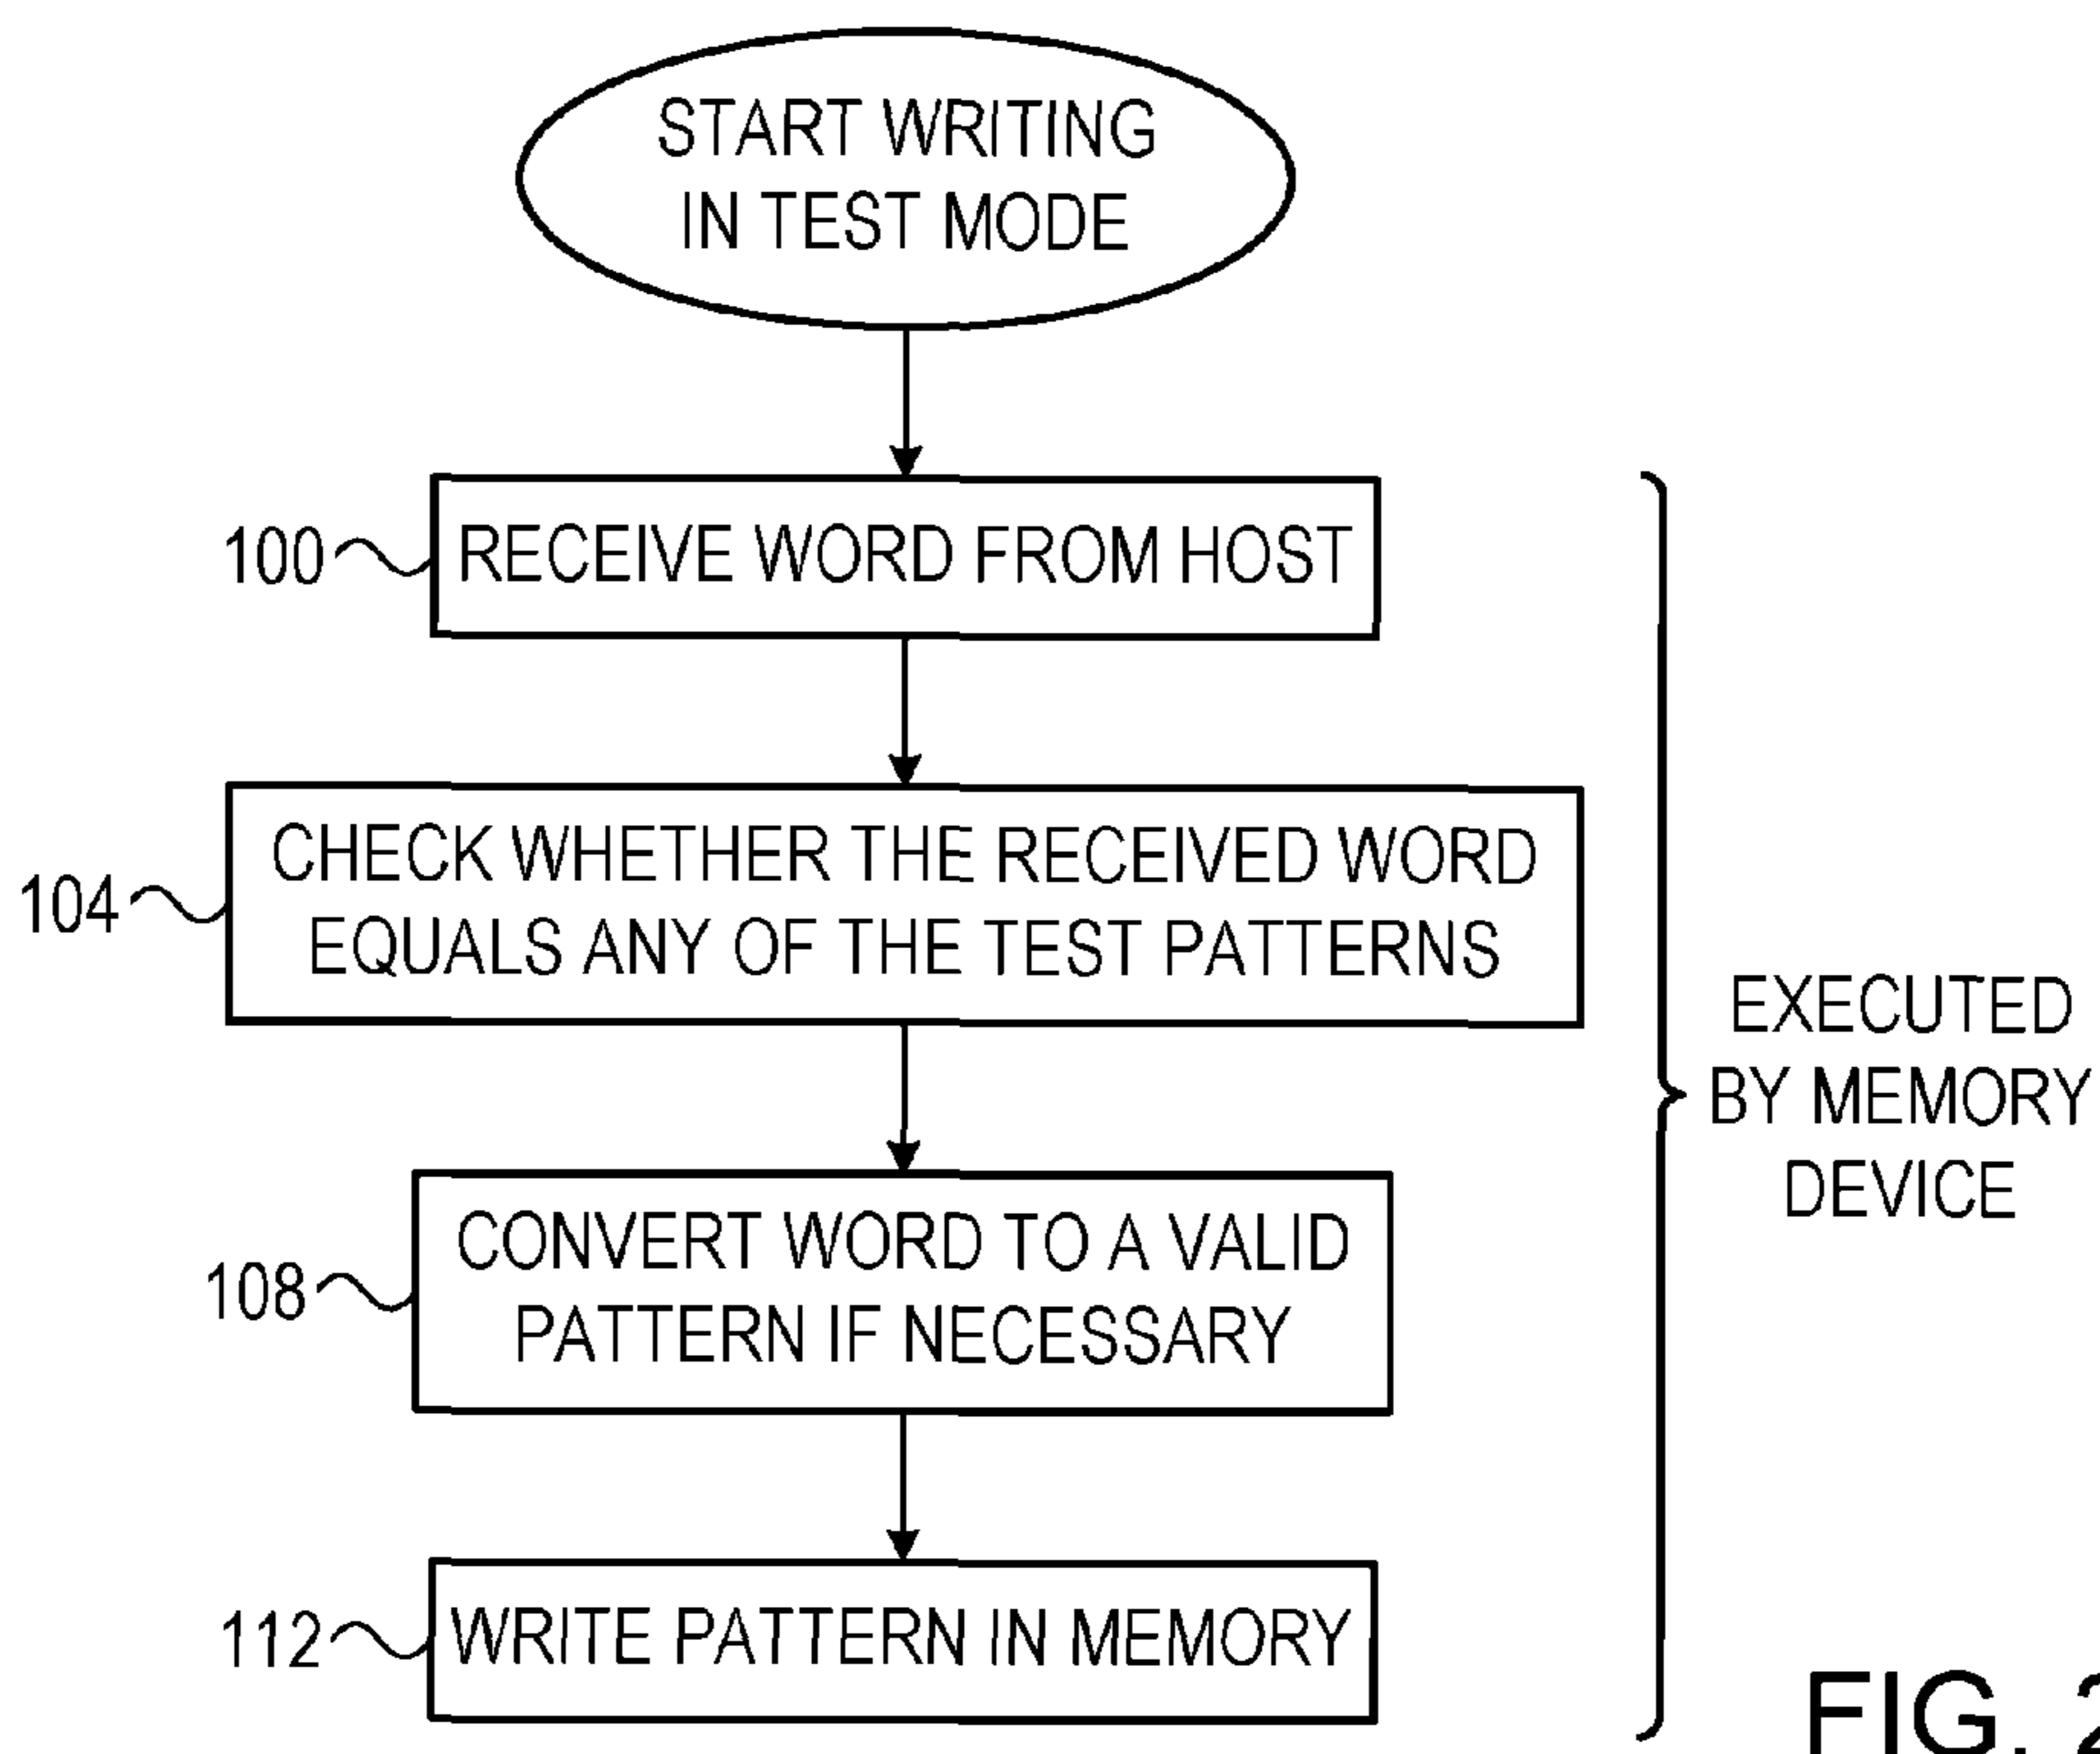 START WRITING
IN TEST MODE
100
RECEIVE WORD FROM HOST
104
CHECK WHETHER THE RECEIVED WORD
EQUALS ANY OF THE TEST PATTERNS
108
CONVERT WORD TO A VALID
PATTERN IF NECESSARY
112
WRITE PATTERN IN MEMORY
EXECUTED
BY MEMORY
DEVICE
FIG. 2